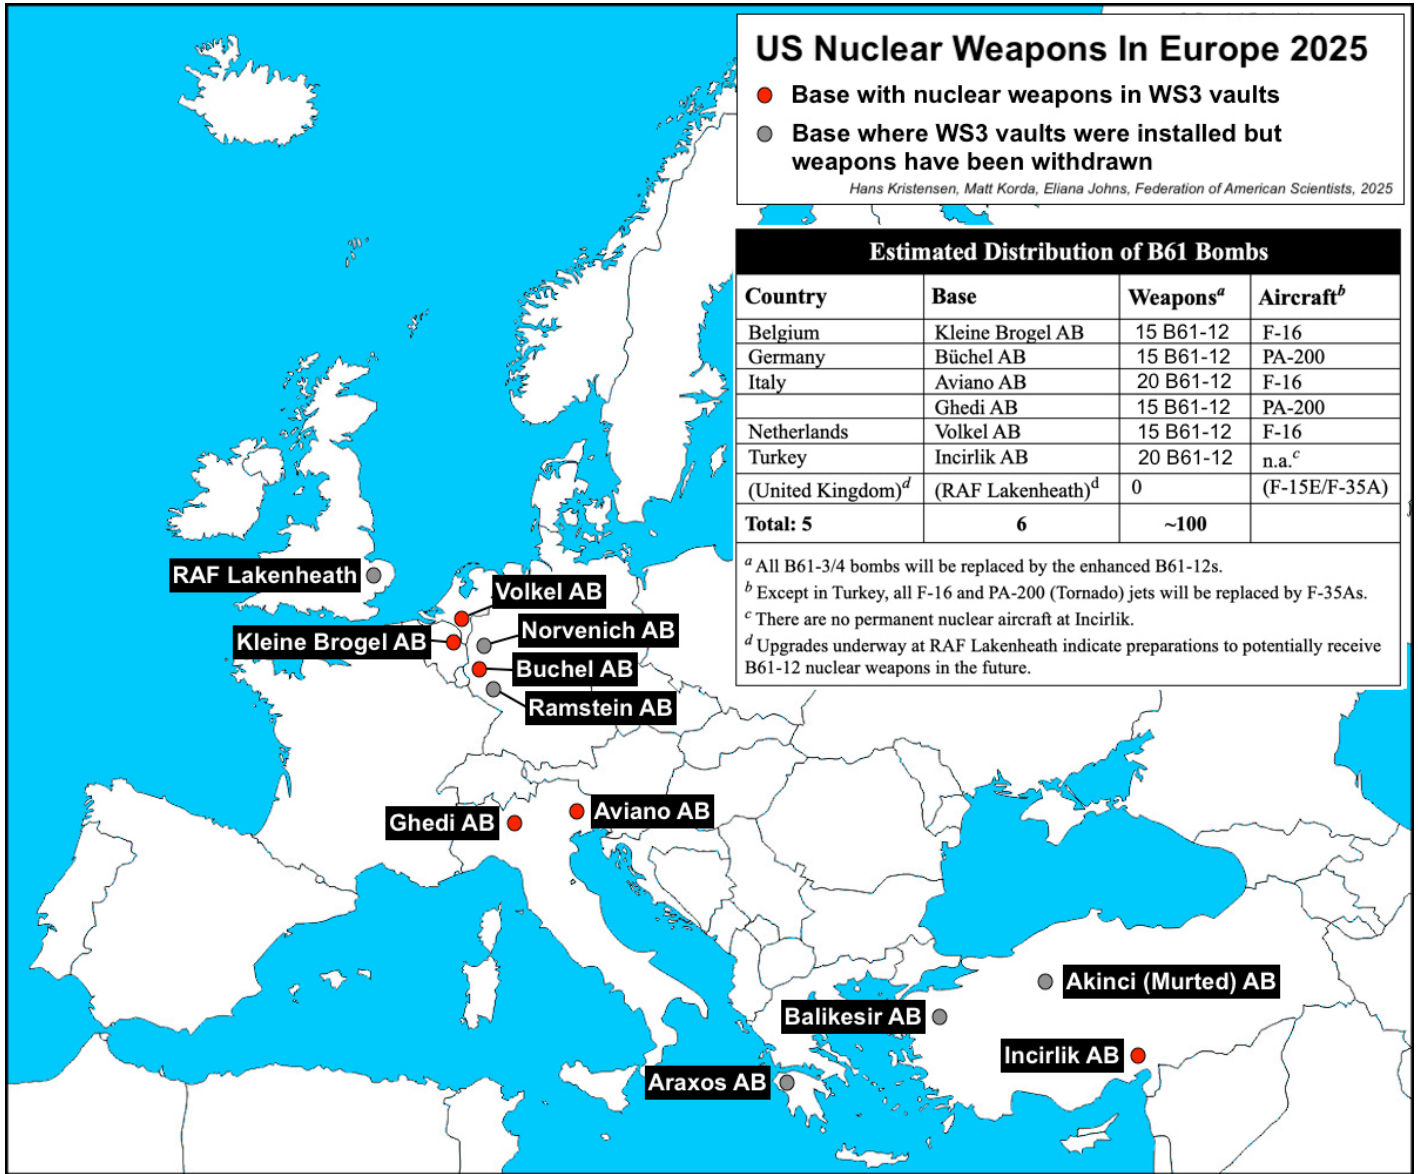 US Nuclear Weapons In Europe 2025
Base with nuclear weapons in WS3 vaults
Base where WS3 vaults were installed but
weapons have been withdrawn
Hans Kristensen, Matt Korda, Eliana Johns, Federation of American Scientists, 2025
Estimated Distribution of B61 Bombs
Country Base Weapons^a Aircraft^b
Belgium Kleine Brogel AB 15 B61-12 F-16
Germany Büchel AB 15 B61-12 PA-200
Italy Aviano AB 20 B61-12 F-16
Ghedi AB 15 B61-12 PA-200
Netherlands Volkel AB 15 B61-12 F-16
Turkey Incirlik AB 20 B61-12 n.a.^c
(United Kingdom)^d (RAF Lakenheath)^d 0 (F-15E/F-35A)
Total: 5 6 ~100
^a All B61-3/4 bombs will be replaced by the enhanced B61-12s.
^b Except in Turkey, all F-16 and PA-200 (Tornado) jets will be replaced by F-35As.
^c There are no permanent nuclear aircraft at Incirlik.
^d Upgrades underway at RAF Lakenheath indicate preparations to potentially receive
B61-12 nuclear weapons in the future.
RAF Lakenheath
Volkel AB
Norvenich AB
Kleine Brogel AB
Buchel AB
Ramstein AB
Aviano AB
Ghedi AB
Akinci (Murted) AB
Balikesir AB
Incirlik AB
Araxos AB